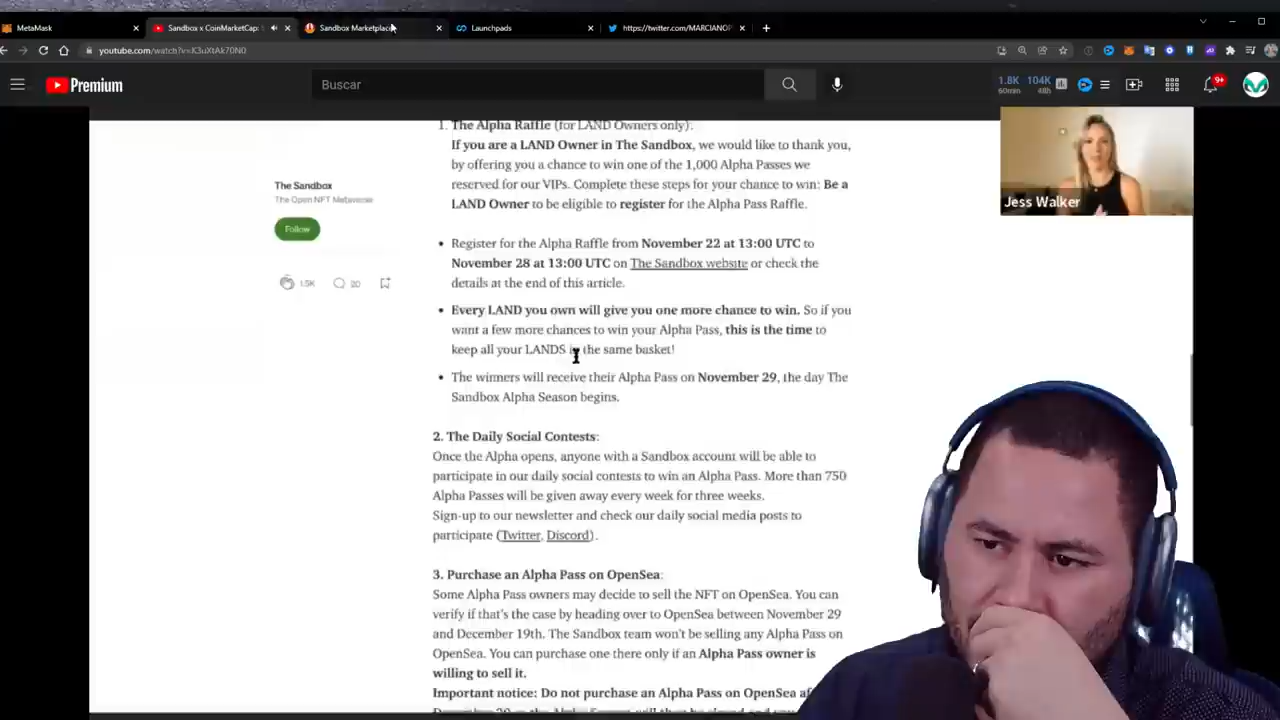 MetaMask
Sandbox x CoinMarketCap:
Sandbox Marketplace
Launchpads
https://twitter.com/MARCIANOP
youtube.com/watch?v=K3uXtAk70N0
Premium
Buscar
1.8K 104K
60min 48h
9+
1. The Alpha Raffle (for LAND Owners only):
If you are a LAND Owner in The Sandbox, we would like to thank you,
by offering you a chance to win one of the 1,000 Alpha Passes we
reserved for our VIPs. Complete these steps for your chance to win: Be a
LAND Owner to be eligible to register for the Alpha Pass Raffle.
The Sandbox
The Open NFT Metaverse
Follow
1.5K 20
Jess Walker
• Register for the Alpha Raffle from November 22 at 13:00 UTC to
November 28 at 13:00 UTC on The Sandbox website or check the
details at the end of this article.
• Every LAND you own will give you one more chance to win. So if you
want a few more chances to win your Alpha Pass, this is the time to
keep all your LANDS in the same basket!
• The winners will receive their Alpha Pass on November 29, the day The
Sandbox Alpha Season begins.
2. The Daily Social Contests:
Once the Alpha opens, anyone with a Sandbox account will be able to
participate in our daily social contests to win an Alpha Pass. More than 750
Alpha Passes will be given away every week for three weeks.
Sign-up to our newsletter and check our daily social media posts to
participate (Twitter, Discord).
3. Purchase an Alpha Pass on OpenSea:
Some Alpha Pass owners may decide to sell the NFT on OpenSea. You can
verify if that's the case by heading over to OpenSea between November 29
and December 19th. The Sandbox team won't be selling any Alpha Pass on
OpenSea. You can purchase one there only if an Alpha Pass owner is
willing to sell it.
Important notice: Do not purchase an Alpha Pass on OpenSea af